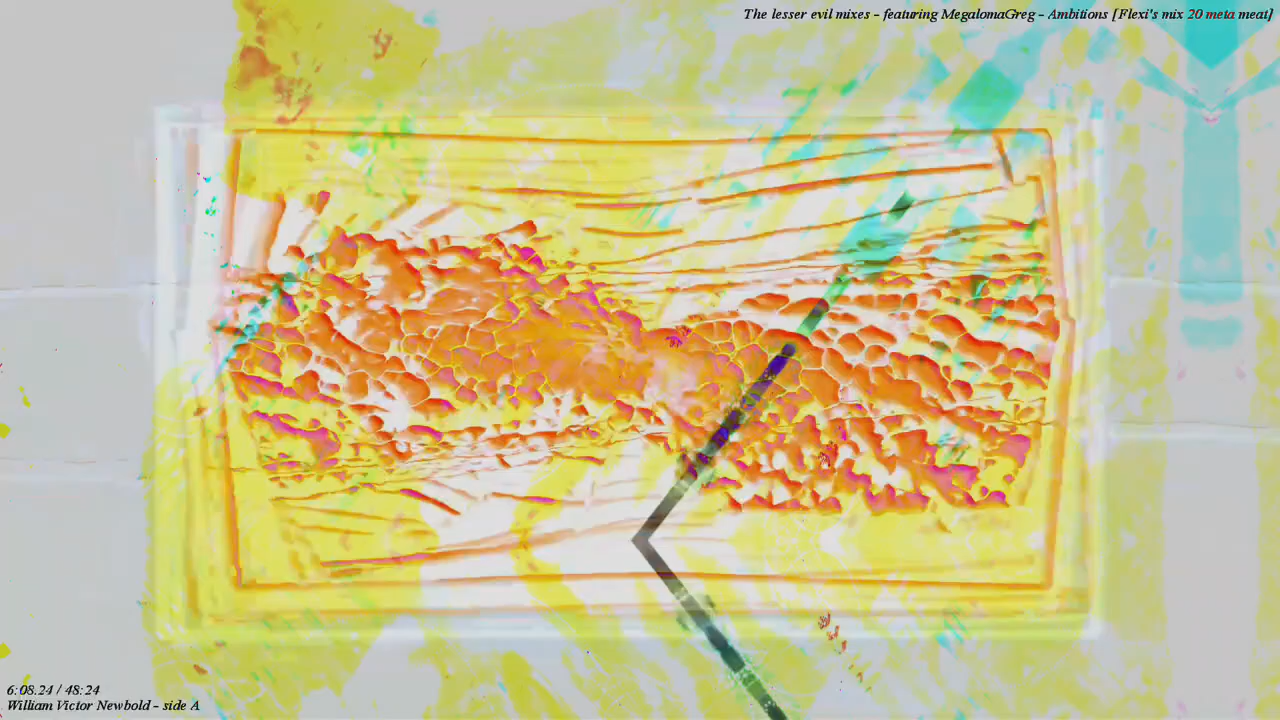 The lesser evil mixes - featuring MegalomaGreg - Ambitions [Flexi's mix 20 meta meat]
6:08.24 / 48:24
William Victor Newbold - side A